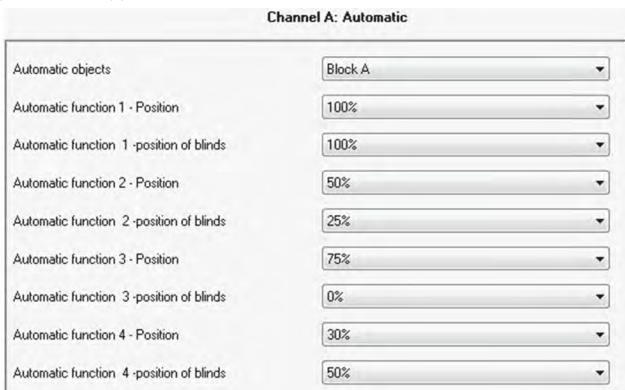 Channel A: Automatic
Automatic objects Block A
Automatic function 1 - Position 100%
Automatic function 1 -position of blinds 100%
Automatic function 2 - Position 50%
Automatic function 2 -position of blinds 25%
Automatic function 3 - Position 75%
Automatic function 3 -position of blinds 0%
Automatic function 4 - Position 30%
Automatic function 4 -position of blinds 50%